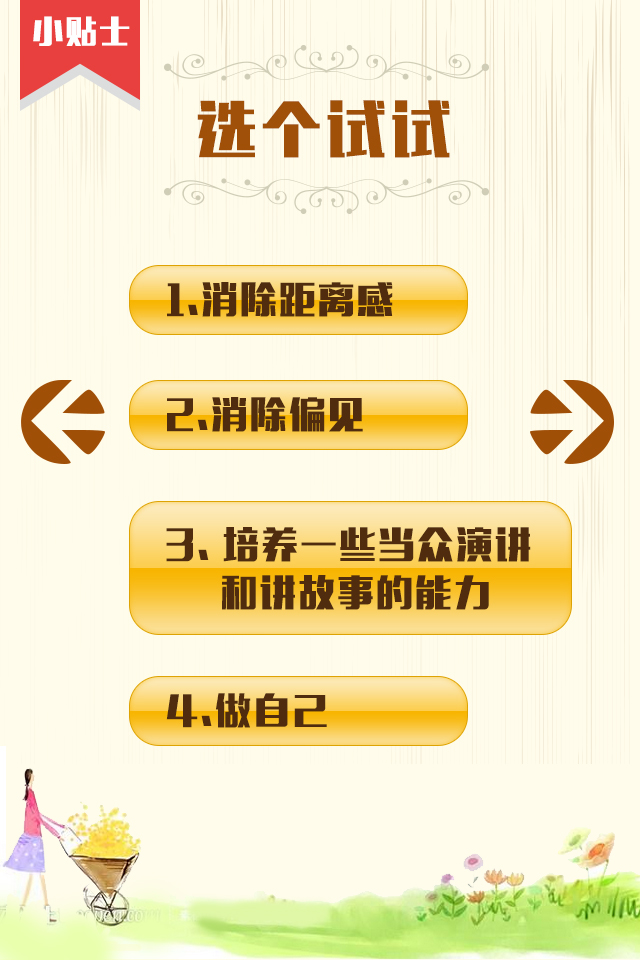 小贴士
选个试试
1、消除距离感
2、消除偏见
3、培养一些当众演讲
和讲故事的能力
4、做自己